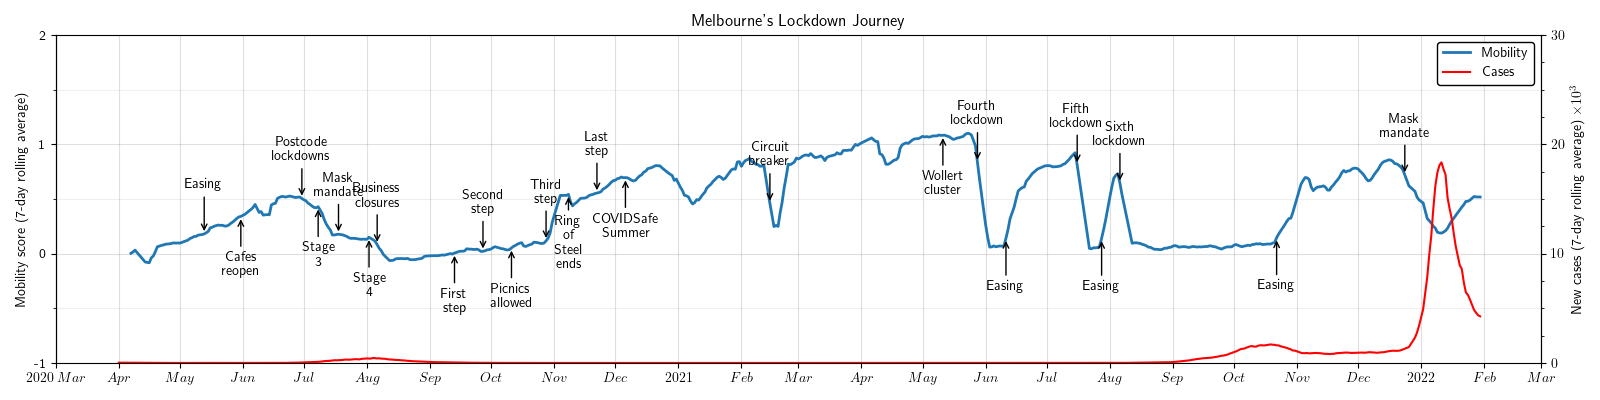 Melbourne's Lockdown Journey
Mobility score (7-day rolling average)
New cases (7-day rolling average) ×10³
2
1
0
-1
30
20
10
0
Mobility
Cases
Easing
Cafes
reopen
Postcode
lockdowns
Stage
3
Mask
mandate
Stage
4
Business
closures
First
step
Second
step
Picnics
allowed
Third
step
Ring
of
Steel
ends
Last
step
COVIDSafe
Summer
Circuit
breaker
Wollert
cluster
Fourth
lockdown
Easing
Fifth
lockdown
Easing
Sixth
lockdown
Easing
Mask
mandate
2020 Mar Apr May Jun Jul Aug Sep Oct Nov Dec 2021 Feb Mar Apr May Jun Jul Aug Sep Oct Nov Dec 2022 Feb Mar